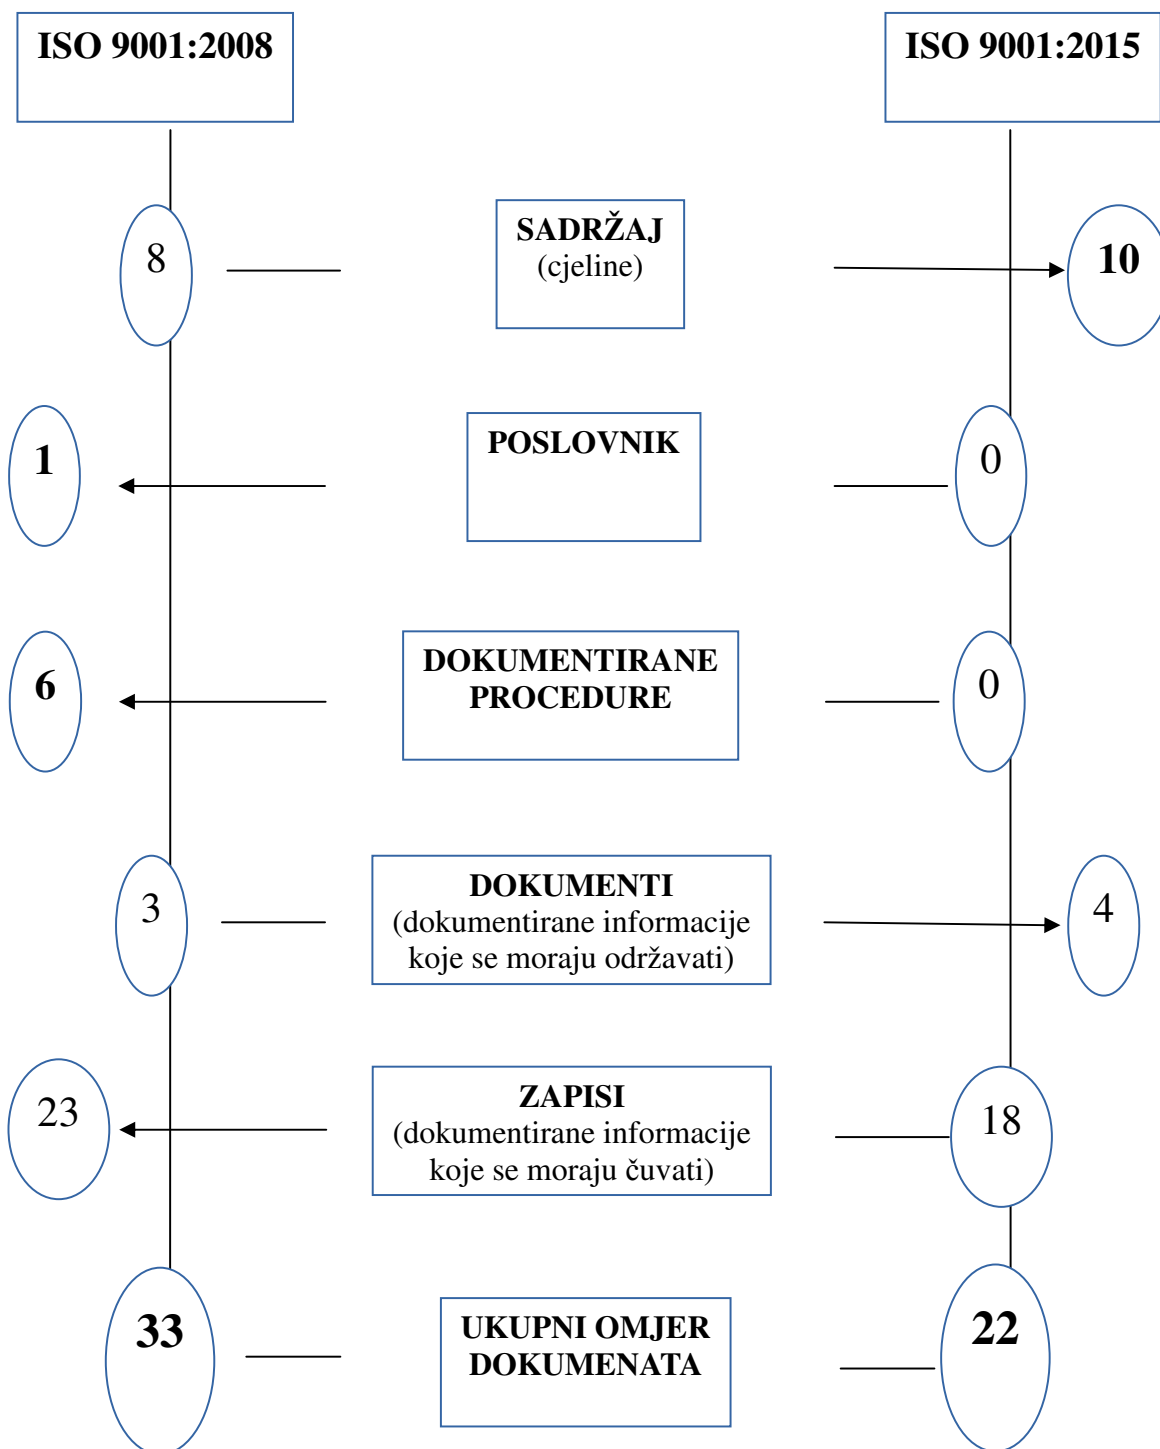 ISO 9001:2008
ISO 9001:2015
8
SADRŽAJ
(cjeline)
10
1
POSLOVNIK
0
6
DOKUMENTIRANE
PROCEDURE
0
3
DOKUMENTI
(dokumentirane informacije
koje se moraju održavati)
4
23
ZAPISI
(dokumentirane informacije
koje se moraju čuvati)
18
33
UKUPNI OMJER
DOKUMENATA
22